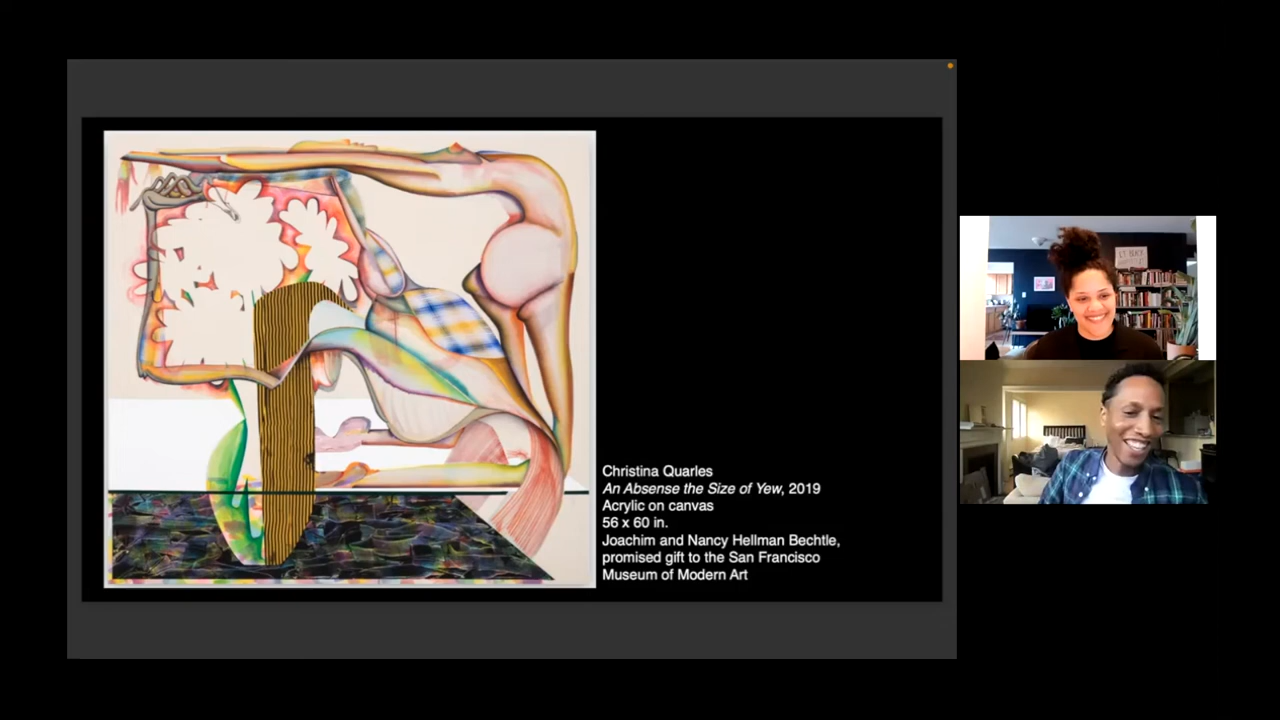 Christina Quarles
An Absense the Size of Yew, 2019
Acrylic on canvas
56 x 60 in.
Joachim and Nancy Hellman Bechtle,
promised gift to the San Francisco
Museum of Modern Art